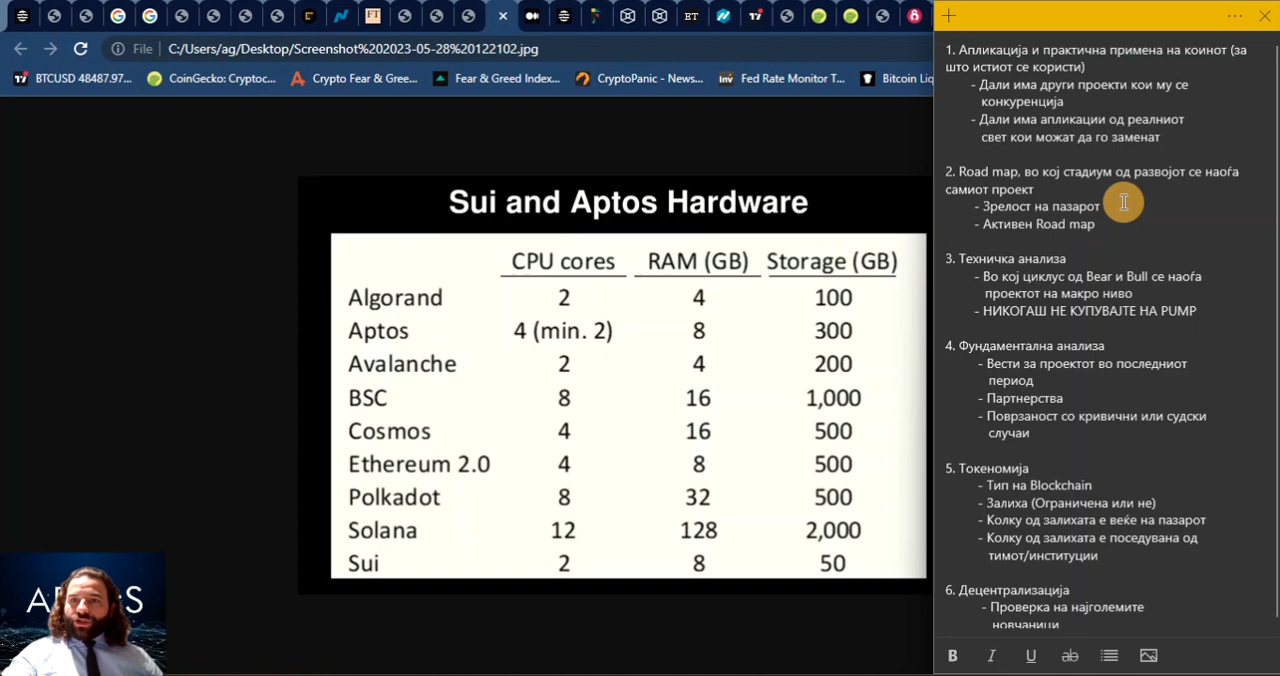 FT
ET
File
C:/Users/ag/Desktop/Screenshot%202023-05-28%20122102.jpg
BTCUSD 48487.97...
CoinGecko: Cryptoc...
Crypto Fear & Gree...
Fear & Greed Index...
CryptoPanic - News...
inv Fed Rate Monitor T...
Bitcoin Liq
Sui and Aptos Hardware
CPU cores RAM (GB) Storage (GB)
Algorand 2 4 100
Aptos 4 (min. 2) 8 300
Avalanche 2 4 200
BSC 8 16 1,000
Cosmos 4 16 500
Ethereum 2.0 4 8 500
Polkadot 8 32 500
Solana 12 128 2,000
Sui 2 8 50
1. Апликација и практична примена на коинот (за
што истиот се користи)
- Дали има други проекти кои му се
конкуренција
- Дали има апликации од реалниот
свет кои можат да го заменат
2. Road map, во кој стадиум од развојот се наоѓа
самиот проект
- Зрелост на пазарот
- Активен Road map
3. Техничка анализа
- Во кој циклус од Bear и Bull се наоѓа
проектот на макро ниво
- НИКОГАШ НЕ КУПУВАЈТЕ НА PUMP
4. Фундаментална анализа
- Вести за проектот во последниот
период
- Партнерства
- Поврзаност со кривични или судски
случаи
5. Токеномија
- Тип на Blockchain
- Залиха (Ограничена или не)
- Колку од залихата е веќе на пазарот
- Колку од залихата е поседувана од
тимот/институции
6. Децентрализација
- Проверка на најголемите
новчаници
B I U ab